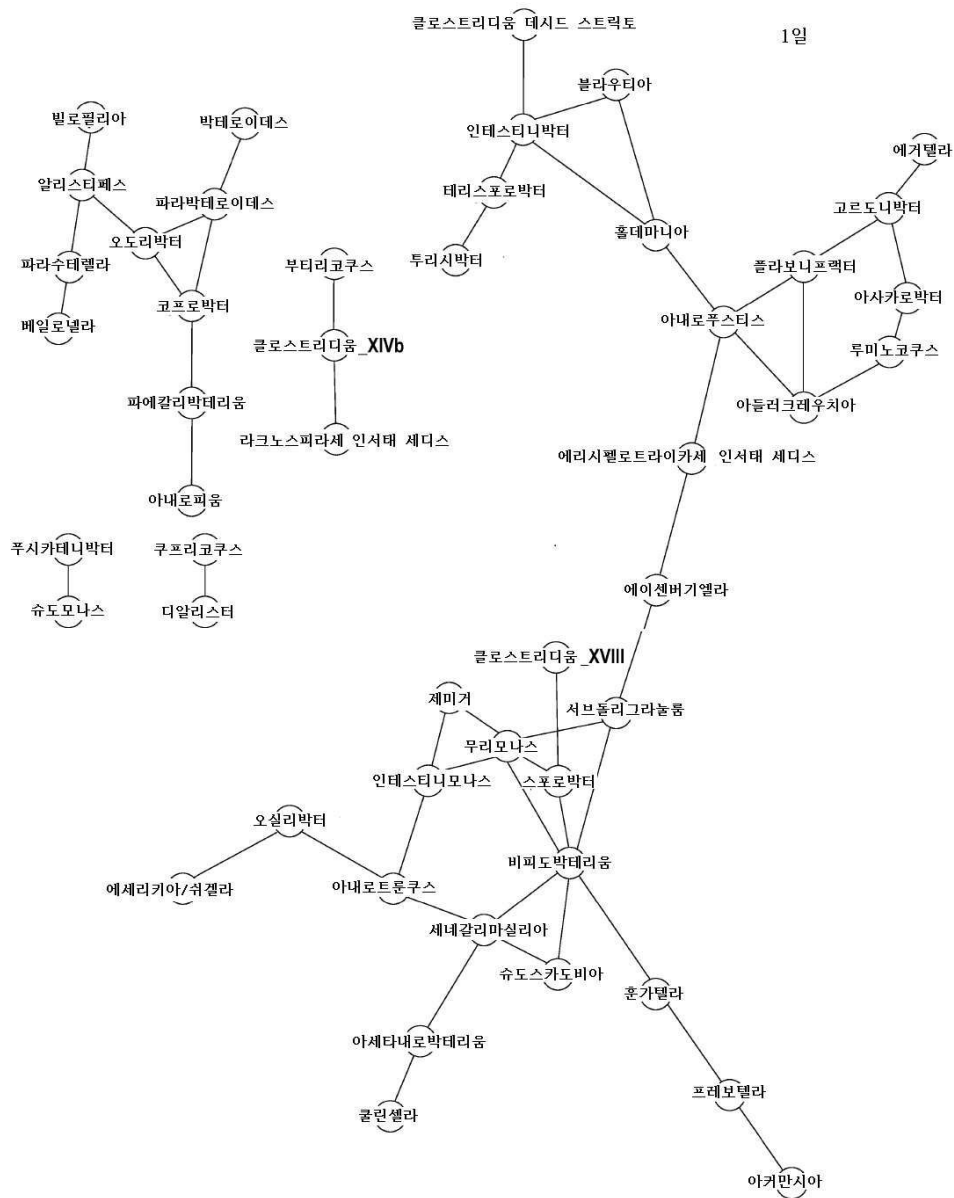 클로스트리디움 데시드 스트릭토
1일
블라우티아
빌로필리아
박테로이데스
인테스티니박터
에거텔라
알리스티페스
테리스포로박터
파라박테로이데스
고르도니박터
홀데마니아
오도리박터
투리시박터
파라수테렐라
부티리코쿠스
플라보니프랙터
아사카로박터
코프로박터
아내로푸스티스
베일로넬라
클로스트리디움_XIVb
루미노코쿠스
파에칼리박테리움
아들러크레우치아
라크노스피라세 인서태 세디스
에리시펠로트라이카세 인서태 세디스
아내로피움
푸시카테니박터
쿠프리코쿠스
에이센버기엘라
슈도모나스
디알리스터
클로스트리디움_XVIII
제미거
서브돌리그라눌룸
무리모나스
인테스티니모나스
스포로박터
오실리박터
비피도박테리움
에세리키아/쉬겔라
아내로트룬쿠스
세네갈리마실리아
슈도스카도비아
훈가텔라
아세타내로박테리움
프레보텔라
쿨린셀라
아커만시아